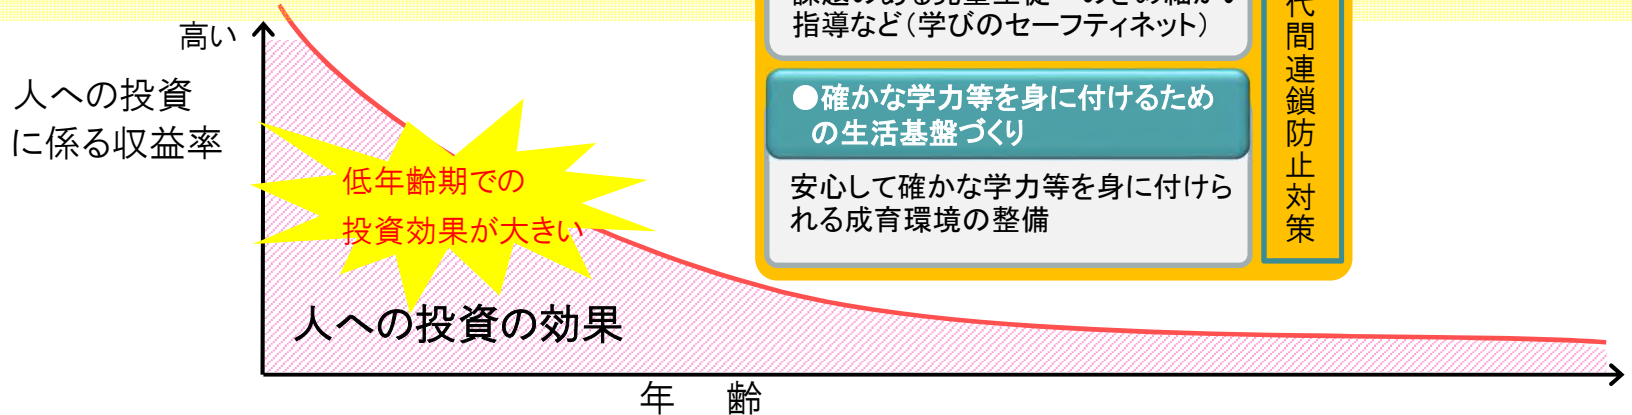 指導など(学びのセーフティネット)
高い
人への投資
に係る収益率
●確かな学力等を身に付けるため
の生活基盤づくり
安心して確かな学力等を身に付けら
れる成育環境の整備
代間連鎖防止対策
低年齢期での
投資効果が大きい
人への投資の効果
年 齢